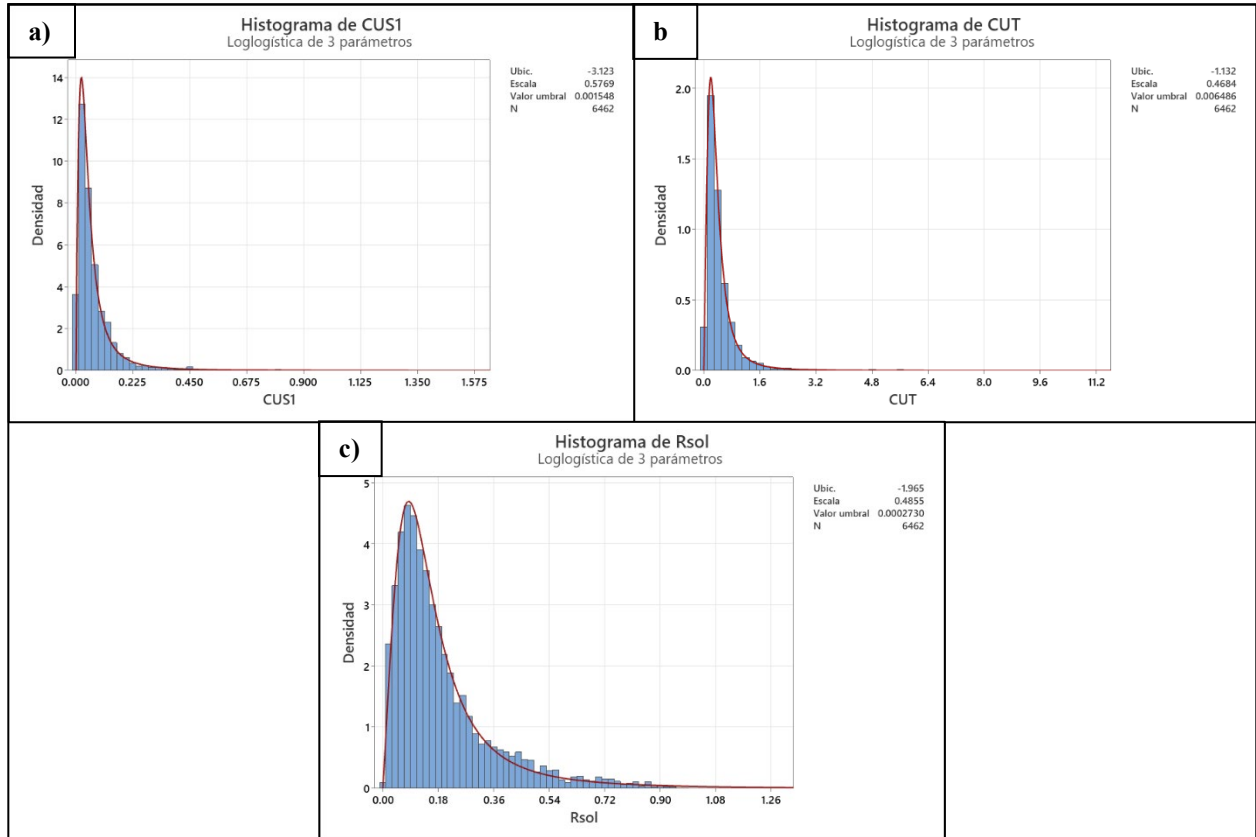 a)
Histograma de CUS1
Loglogística de 3 parámetros
Ubic. -3.123
Escala 0.5769
Valor umbral 0.001548
N 6462
Densidad
14
12
10
8
6
4
2
0
0.000 0.225 0.450 0.675 0.900 1.125 1.350 1.575
CUS1
b
Histograma de CUT
Loglogística de 3 parámetros
Ubic. -1.132
Escala 0.4684
Valor umbral 0.006486
N 6462
Densidad
2.0
1.5
1.0
0.5
0.0
0.0 1.6 3.2 4.8 6.4 8.0 9.6 11.2
CUT
c)
Histograma de Rsol
Loglogística de 3 parámetros
Ubic. -1.965
Escala 0.4855
Valor umbral 0.0002730
N 6462
Densidad
5
4
3
2
1
0
0.00 0.18 0.36 0.54 0.72 0.90 1.08 1.26
Rsol